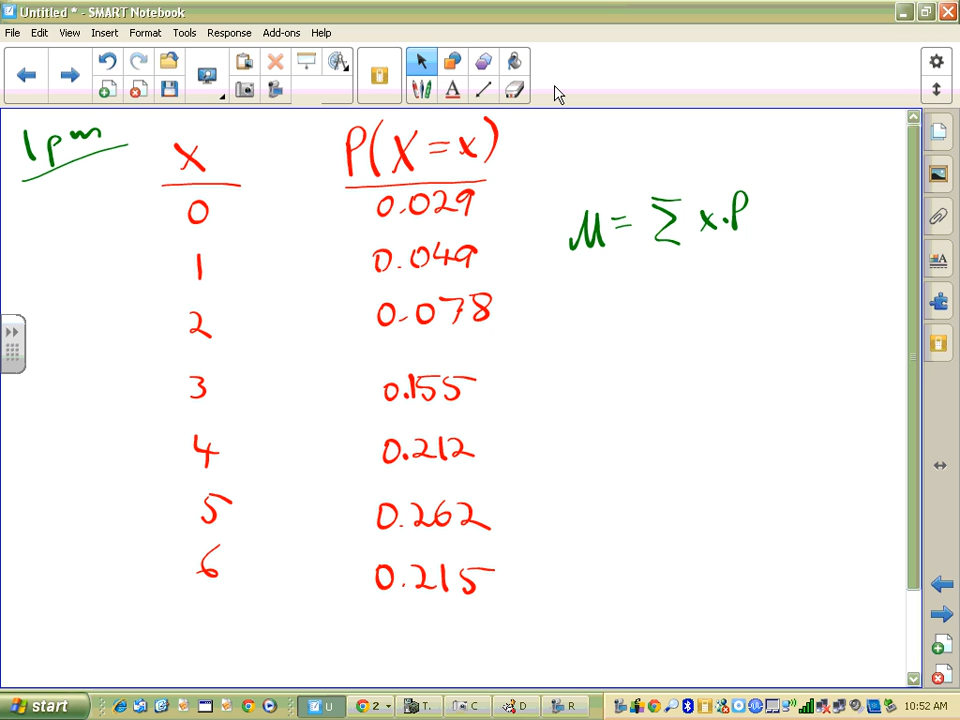 Untitled * - SMART Notebook
File Edit View Insert Format Tools Response Add-ons Help
1pm
x P(X=x)
0 0.029
μ = Σ x.P
1 0.049
2 0.078
3 0.155
4 0.212
5 0.262
6 0.215
start U 2 T. C D R 10:52 AM